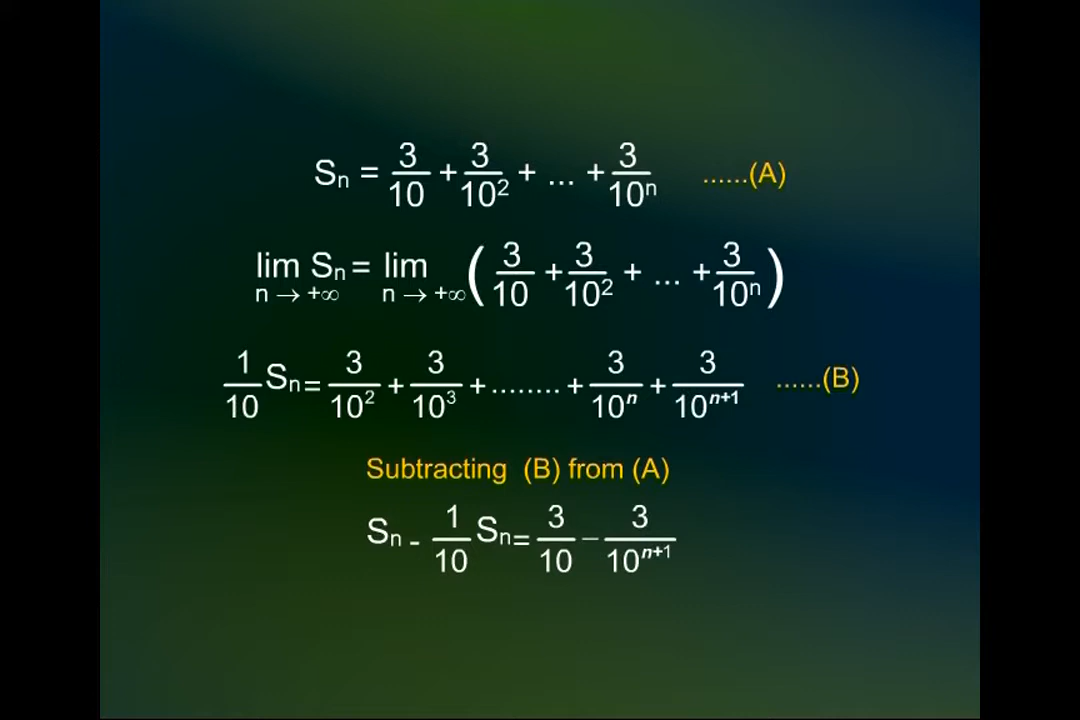 Sn = 3/10 + 3/10² + ... + 3/10ⁿ ......(A)
lim n → +∞ Sn = lim n → +∞ (3/10 + 3/10² + ... + 3/10ⁿ)
1/10 Sn = 3/10² + 3/10³ + ........ + 3/10ⁿ + 3/10ⁿ⁺¹ ......(B)
Subtracting (B) from (A)
Sn - 1/10 Sn = 3/10 − 3/10ⁿ⁺¹